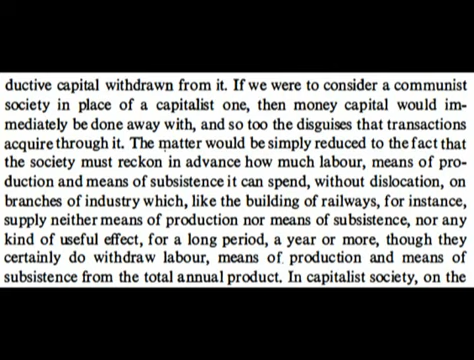 ductive capital withdrawn from it. If we were to consider a communist
society in place of a capitalist one, then money capital would im-
mediately be done away with, and so too the disguises that transactions
acquire through it. The matter would be simply reduced to the fact that
the society must reckon in advance how much labour, means of pro-
duction and means of subsistence it can spend, without dislocation, on
branches of industry which, like the building of railways, for instance,
supply neither means of production nor means of subsistence, nor any
kind of useful effect, for a long period, a year or more, though they
certainly do withdraw labour, means of production and means of
subsistence from the total annual product. In capitalist society, on the